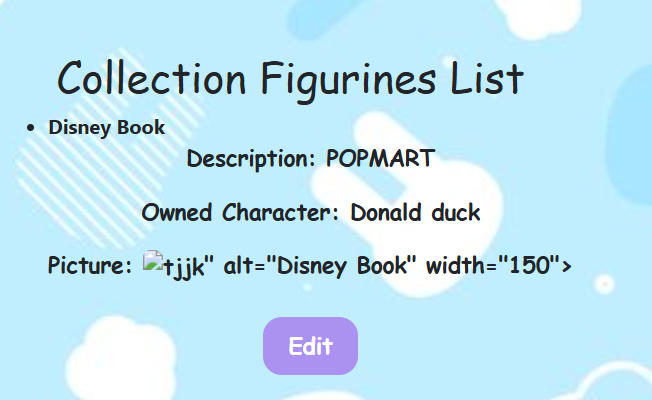 Collection Figurines List
Disney Book
Description: POPMART
Owned Character: Donald duck
Picture: tjjk" alt="Disney Book" width="150">
Edit